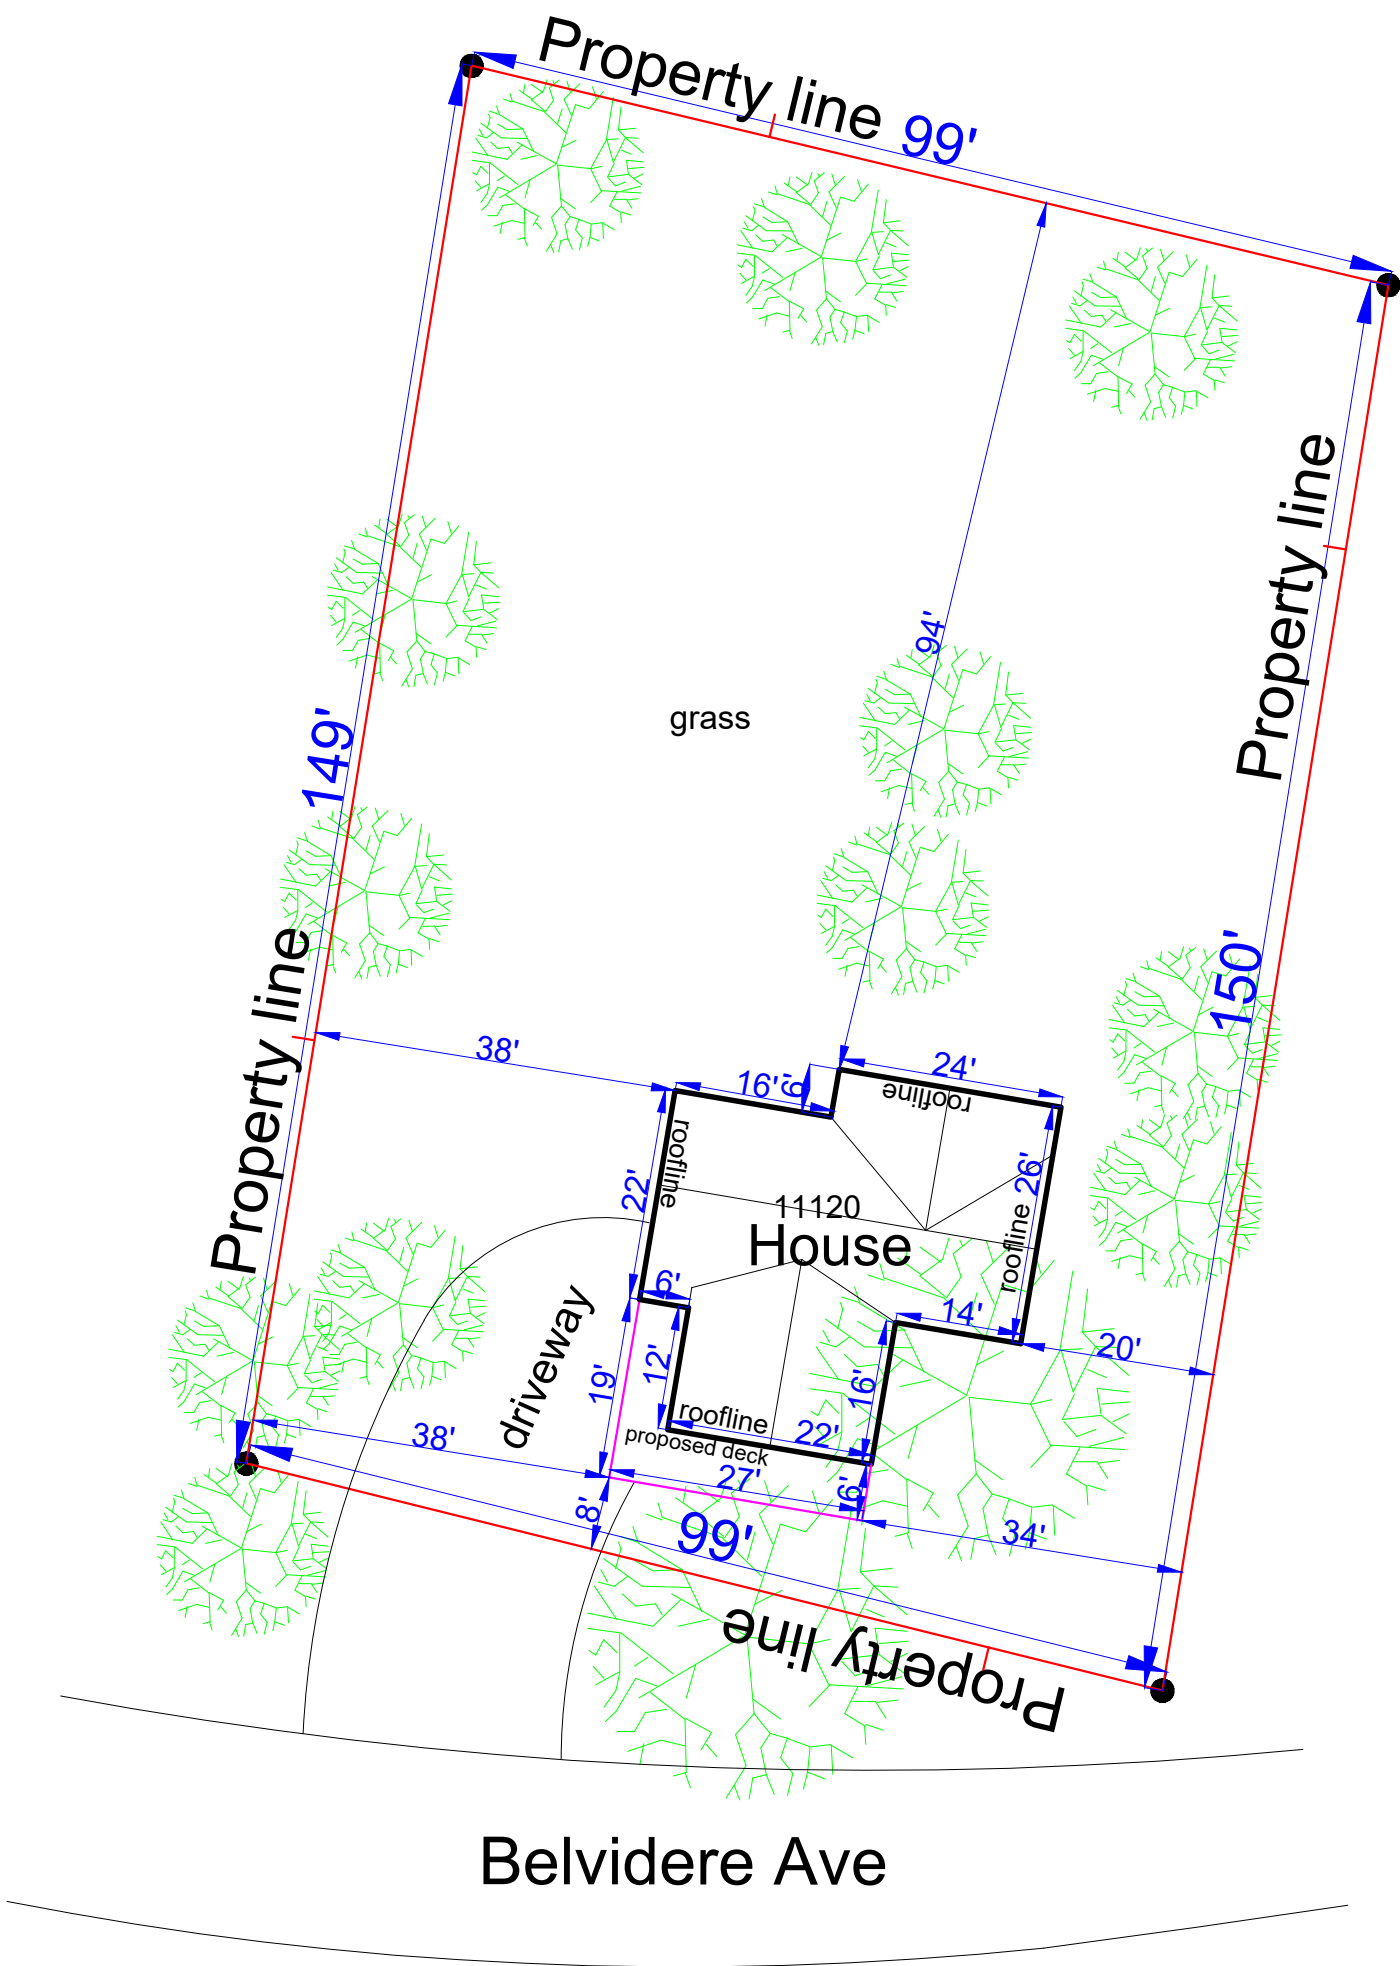 Property line
99'
Property line
149'
94'
grass
Property line
150'
38'
16'
6'
24'
roofline
roofline
22'
26'
roofline
11120
House
6'
14'
20'
driveway
19'
12'
16'
roofline
22'
proposed deck
38'
27'
6'
8'
99'
34'
Property line
Belvidere Ave